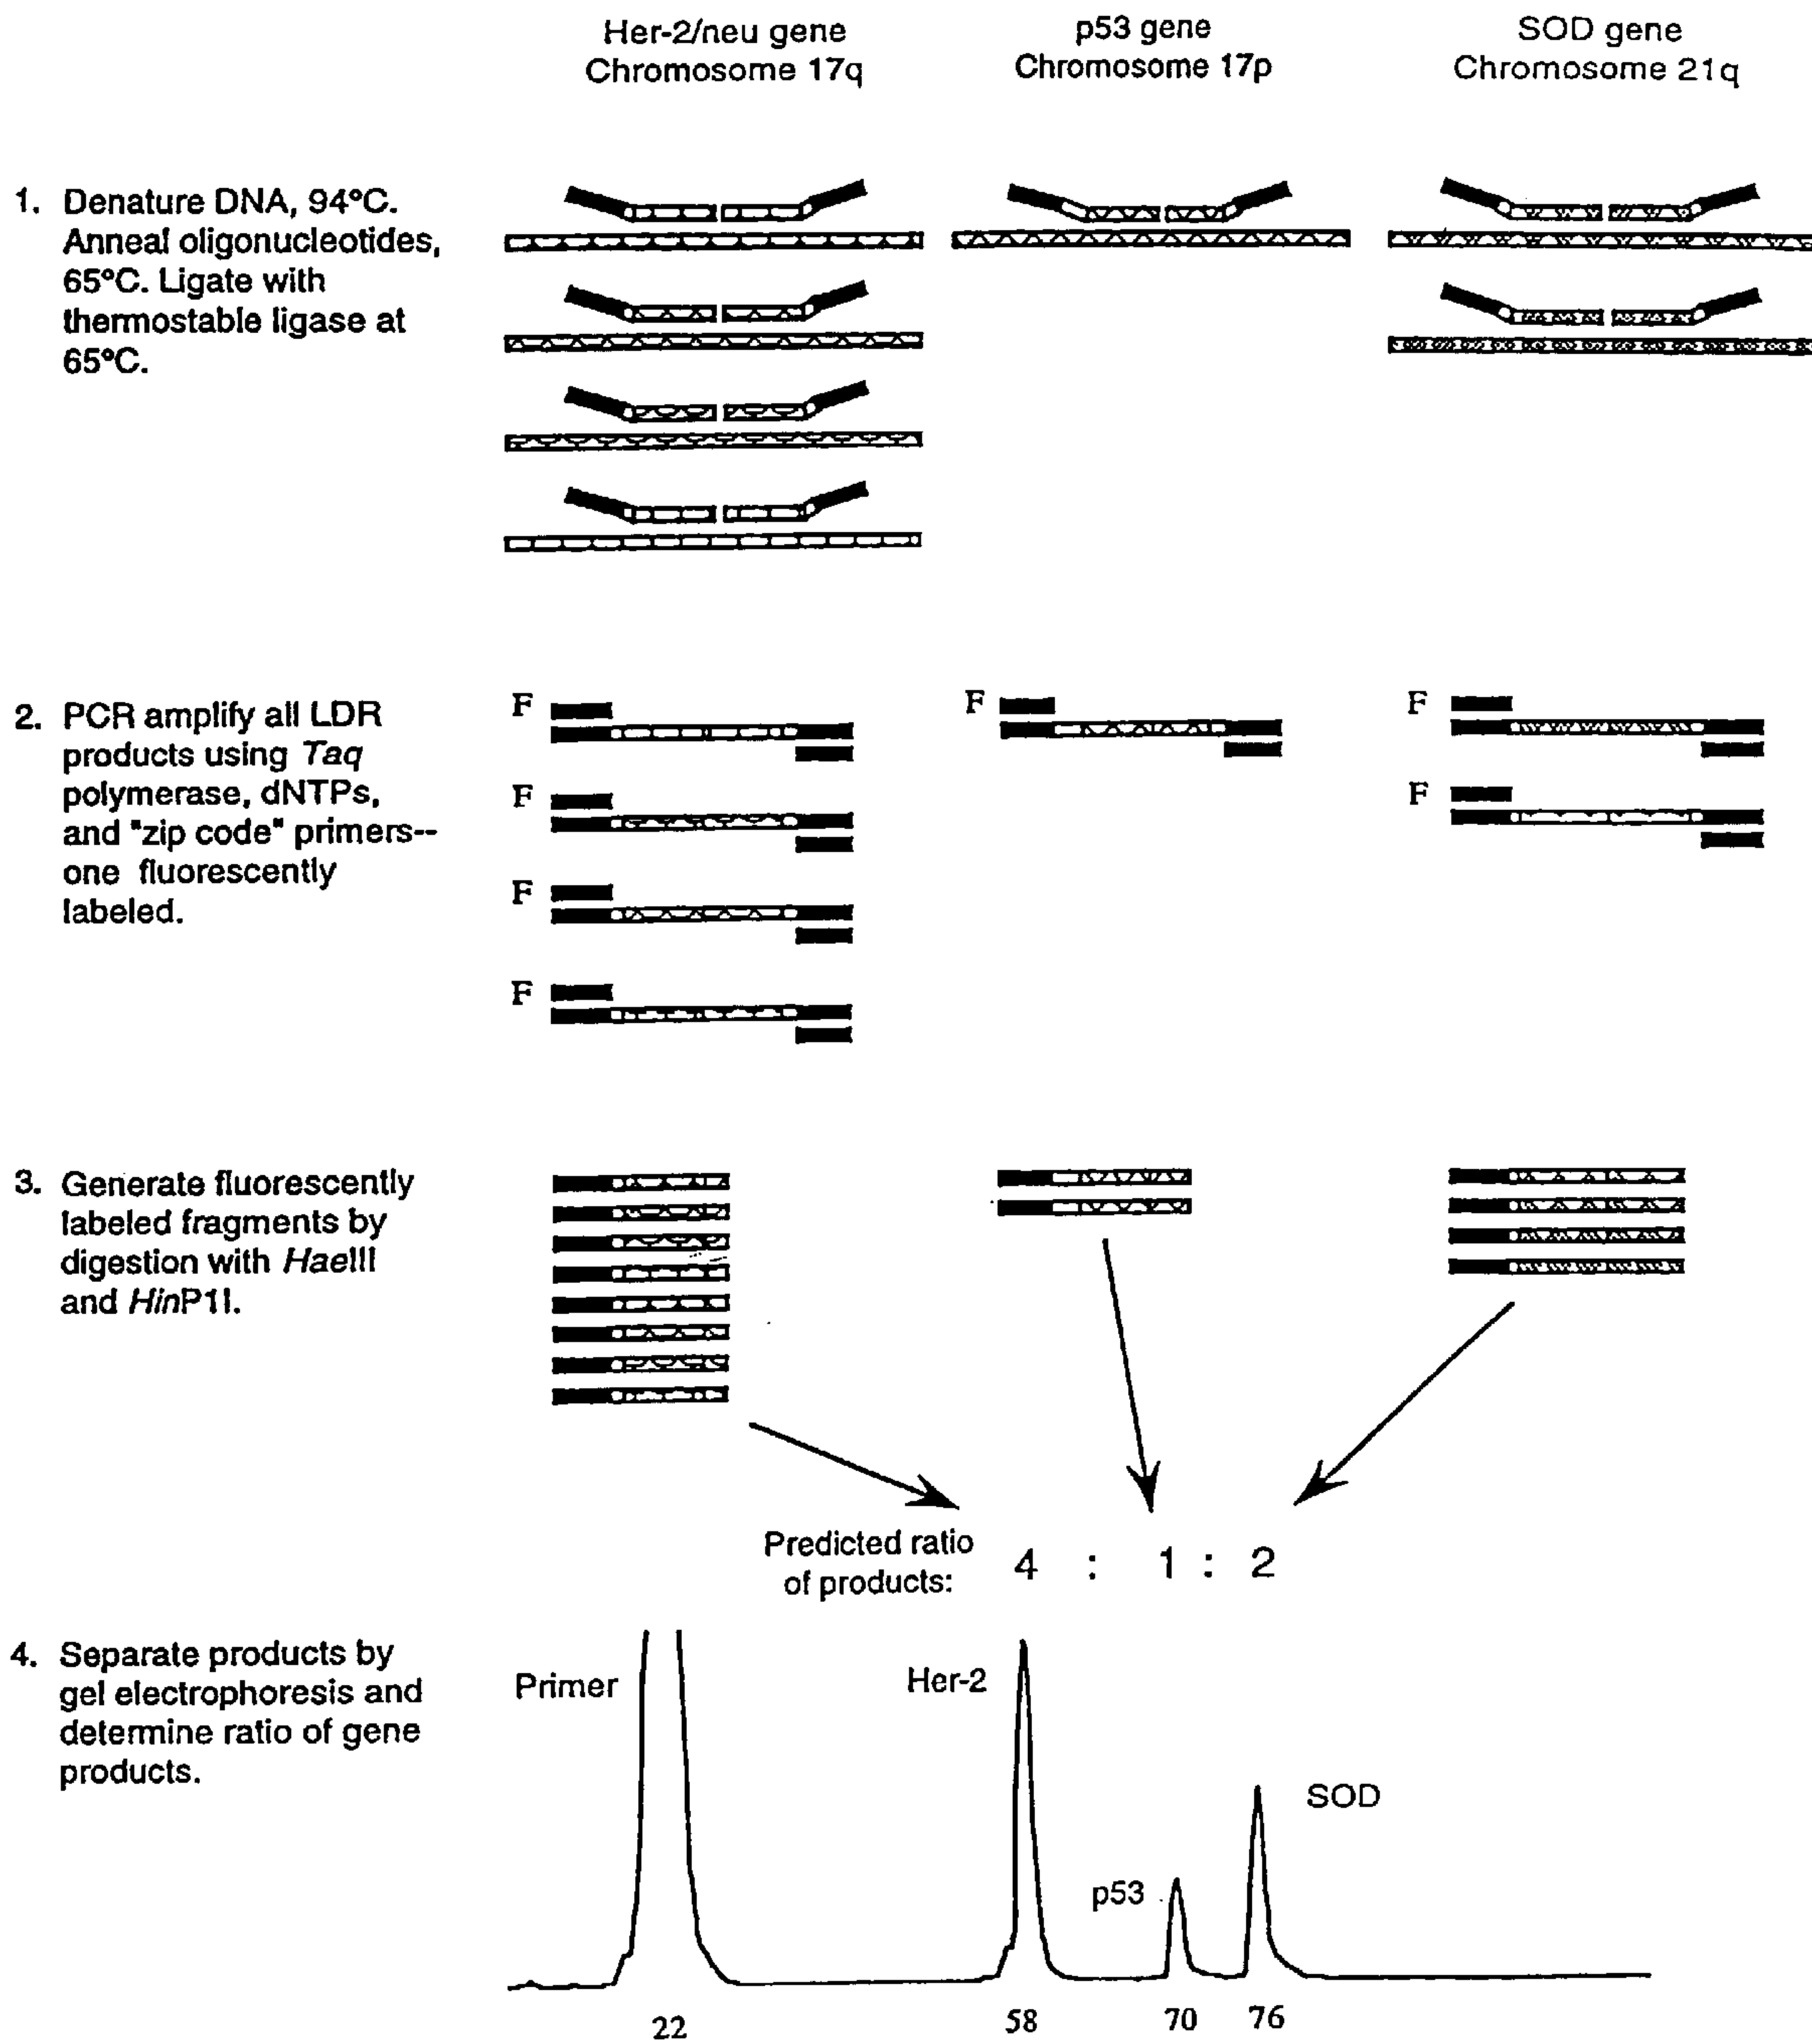 Her-2/neu gene
Chromosome 17q
p53 gene
Chromosome 17p
SOD gene
Chromosome 21q
1. Denature DNA, 94°C.
Anneal oligonucleotides,
65°C. Ligate with
thermostable ligase at
65°C.
2. PCR amplify all LDR
products using Taq
polymerase, dNTPs,
and "zip code" primers--
one fluorescently
labeled.
F
F
F
F
F
F
F
3. Generate fluorescently
labeled fragments by
digestion with HaeIII
and HinP1I.
Predicted ratio
of products:
4 : 1 : 2
4. Separate products by
gel electrophoresis and
determine ratio of gene
products.
Primer
Her-2
p53
SOD
22
58
70
76